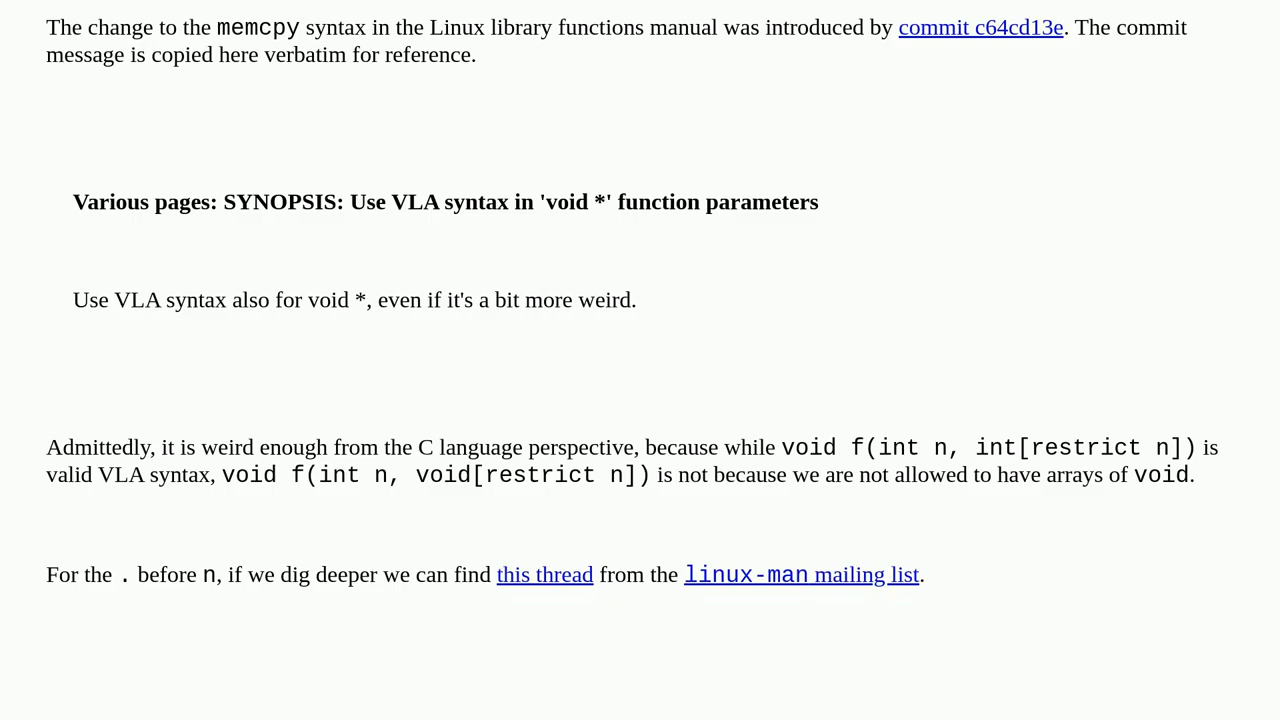 The change to the memcpy syntax in the Linux library functions manual was introduced by commit c64cd13e. The commit
message is copied here verbatim for reference.
Various pages: SYNOPSIS: Use VLA syntax in 'void *' function parameters
Use VLA syntax also for void *, even if it's a bit more weird.
Admittedly, it is weird enough from the C language perspective, because while void f(int n, int[restrict n]) is
valid VLA syntax, void f(int n, void[restrict n]) is not because we are not allowed to have arrays of void.
For the . before n, if we dig deeper we can find this thread from the linux-man mailing list.